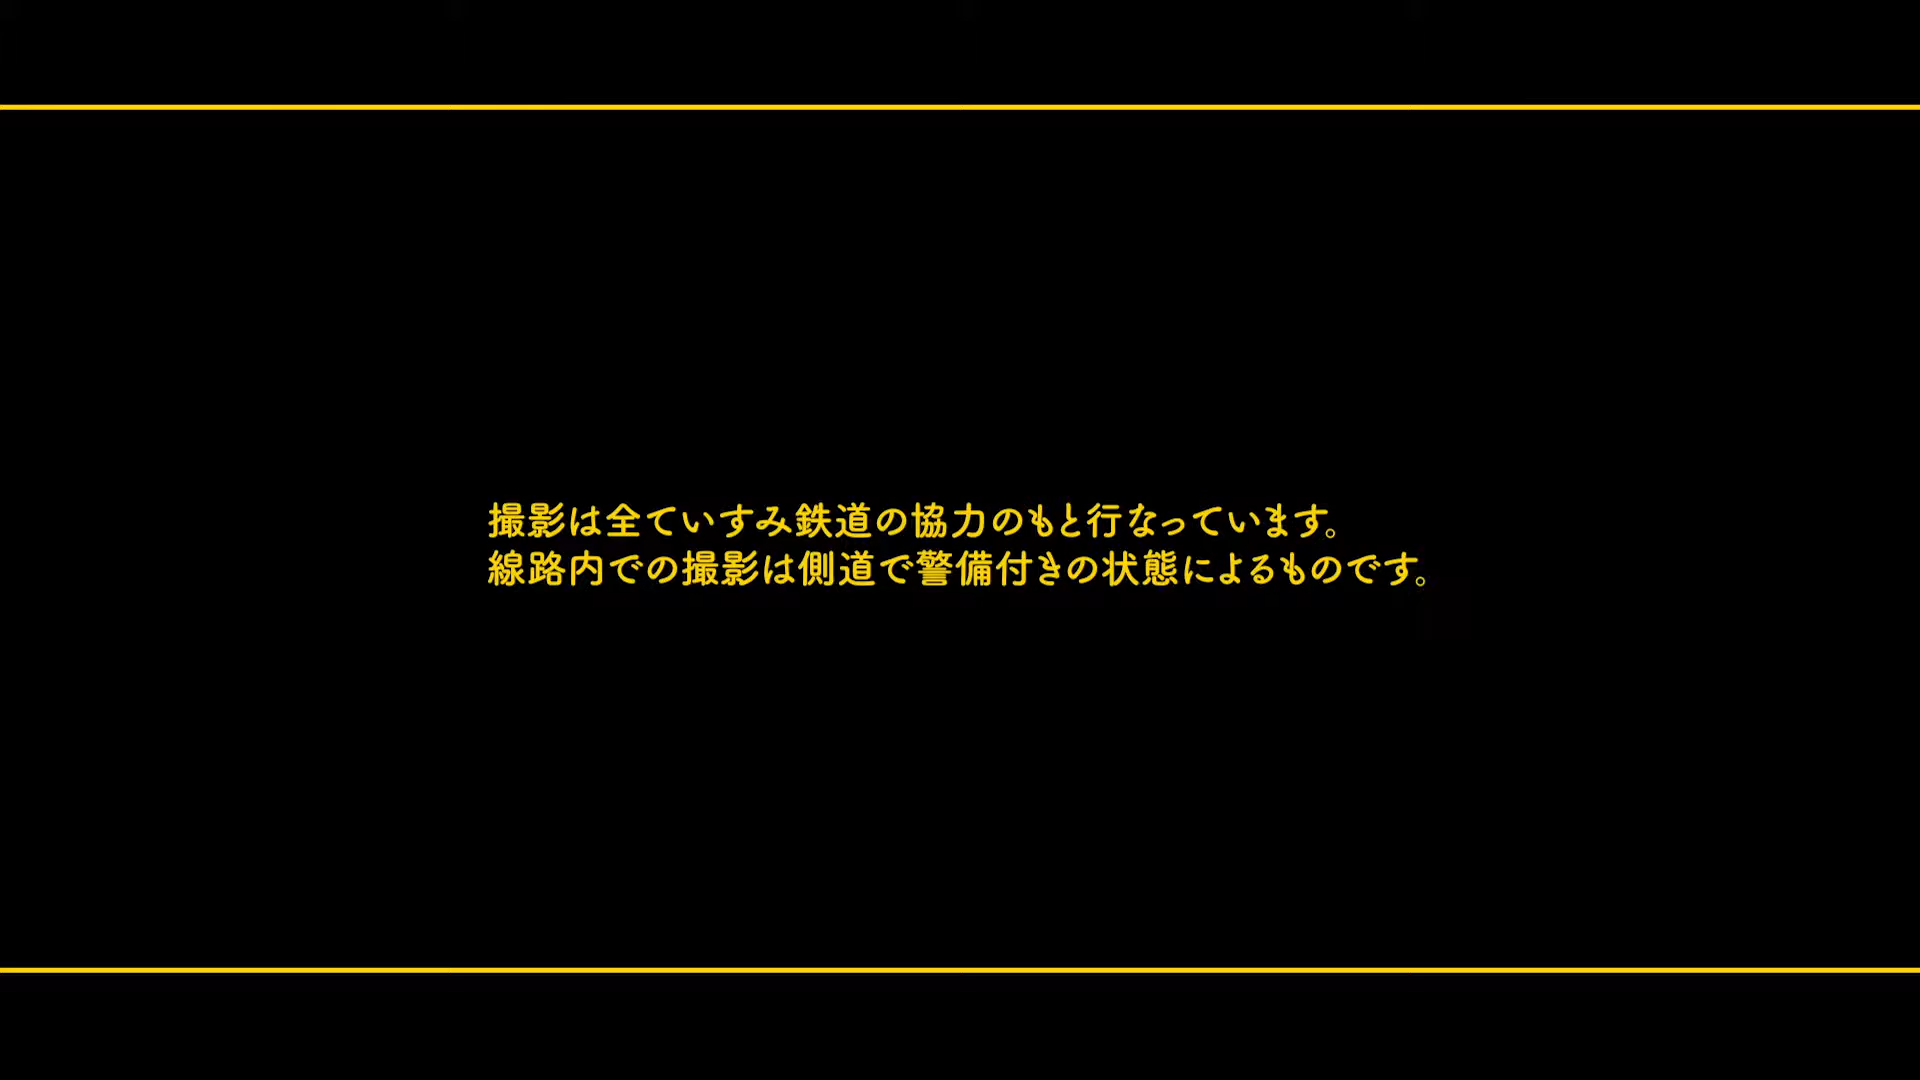 撮影は全ていすみ鉄道の協力のもと行なっています。
線路内での撮影は側道で警備付きの状態によるものです。